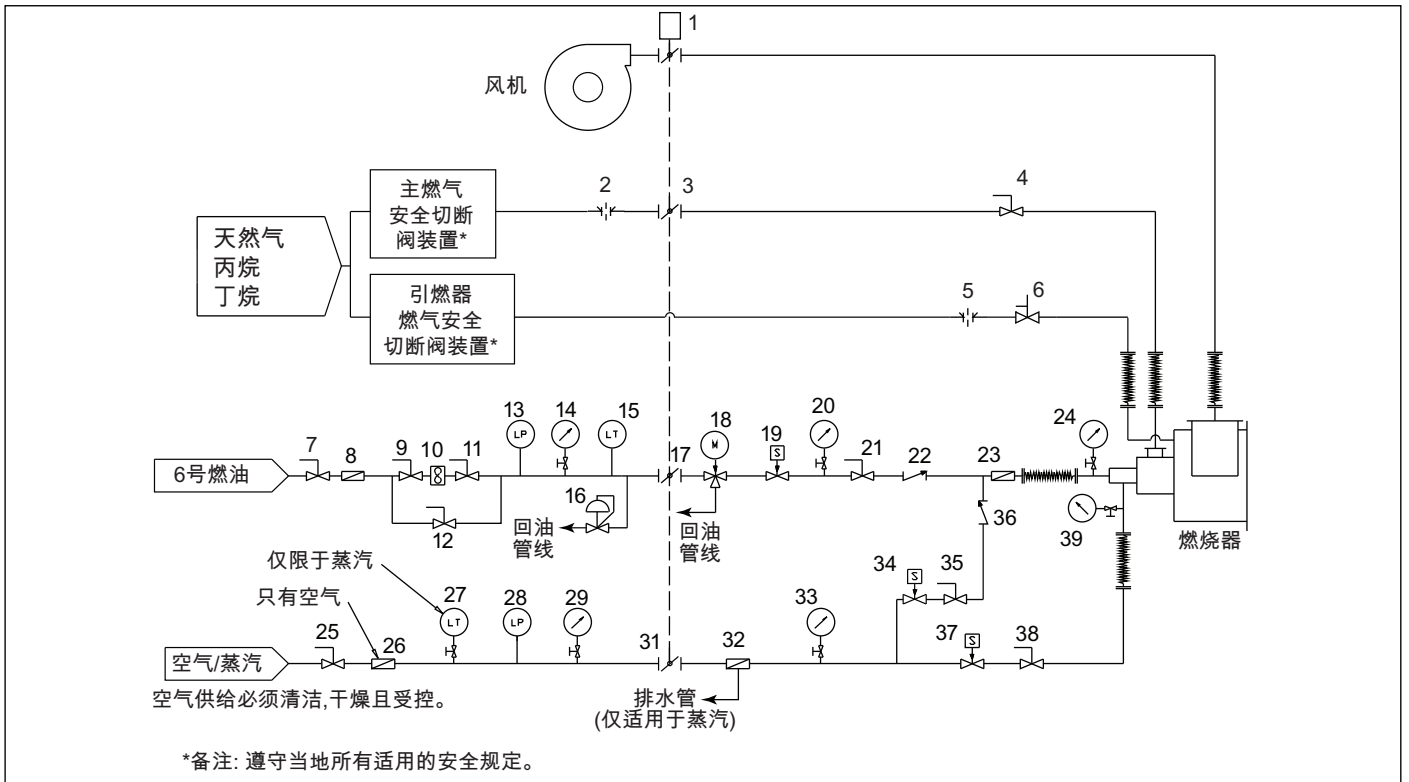 1
风机
2
3
4
主燃气
安全切断
阀装置*
天然气
丙烷
丁烷
引燃器
燃气安全
切断阀装置*
5
6
7
8
9
10
11
12
13
LP
14
15
LT
16
17
18
M
19
S
20
21
22
23
24
6号燃油
回油
管线
回油
管线
36
39
燃烧器
仅限于蒸汽
只有空气
25
26
27
LT
28
LP
29
31
32
33
34
S
35
37
S
38
空气/蒸汽
空气供给必须清洁,干燥且受控。
排水管
(仅适用于蒸汽)
*备注: 遵守当地所有适用的安全规定。